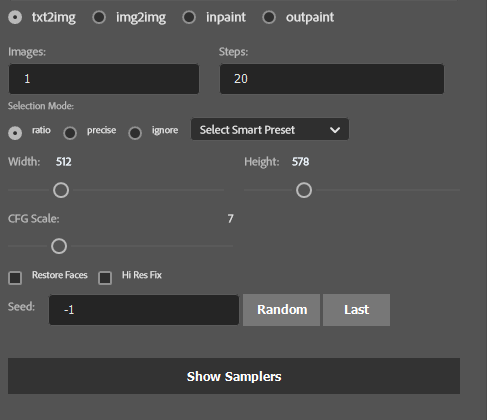 txt2img img2img inpaint outpaint
Images: Steps:
1 20
Selection Mode:
ratio precise ignore Select Smart Preset
Width: 512 Height: 578
CFG Scale: 7
Restore Faces Hi Res Fix
Seed: -1 Random Last
Show Samplers